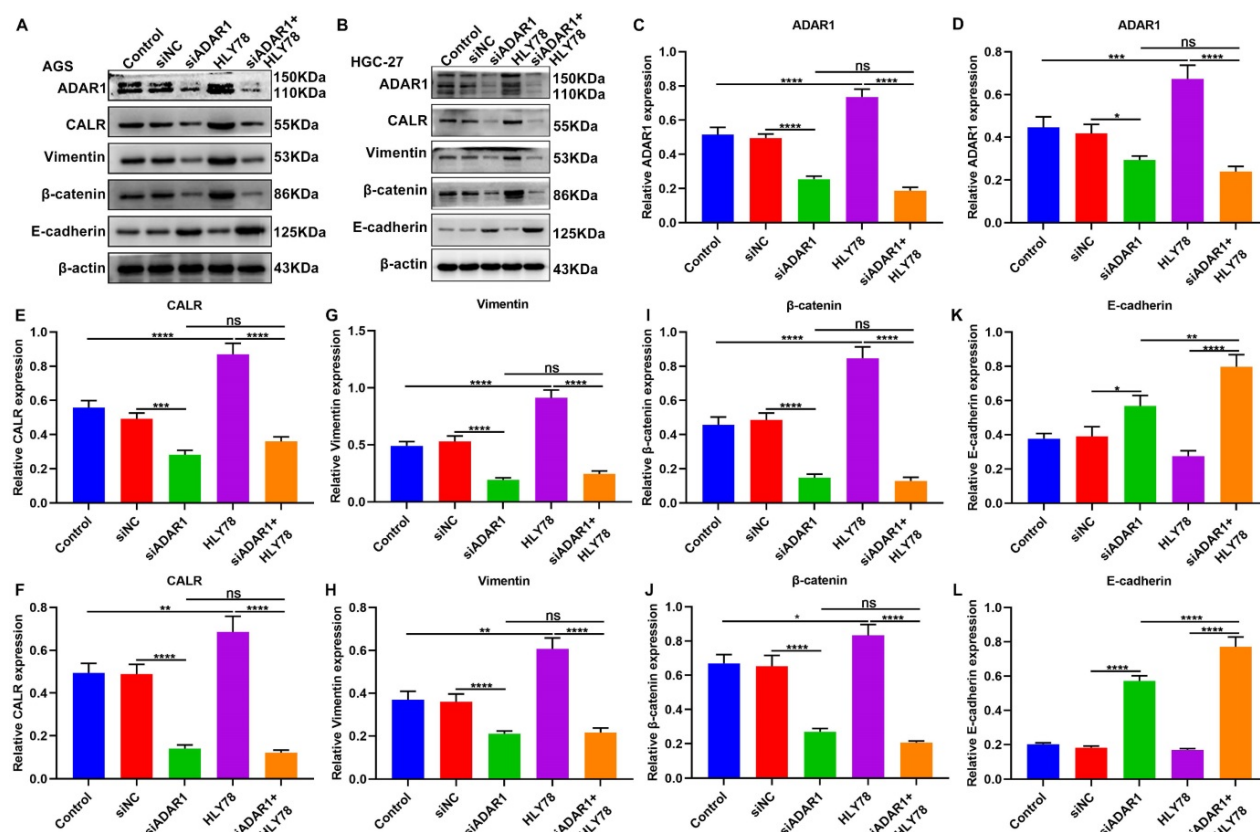 A
Control
siNC
siADAR1
HLY78
siADAR1+
HLY78
AGS
ADAR1
150KDa
110KDa
CALR
55KDa
Vimentin
53KDa
β-catenin
86KDa
E-cadherin
125KDa
β-actin
43KDa
B
Control
siNC
siADAR1
HLY78
siADAR1+
HLY78
HGC-27
ADAR1
150KDa
110KDa
CALR
55KDa
Vimentin
53KDa
β-catenin
86KDa
E-cadherin
125KDa
β-actin
43KDa
C
ADAR1
Relative ADAR1 expression
1.0
0.8
0.6
0.4
0.2
0.0
ns
**** ****
****
Control
siNC
siADAR1
HLY78
siADAR1+
HLY78
D
ADAR1
Relative ADAR1 expression
0.8
0.6
0.4
0.2
0.0
ns
*** ****
*
Control
siNC
siADAR1
HLY78
siADAR1+
HLY78
E
CALR
Relative CALR expression
1.0
0.8
0.6
0.4
0.2
0.0
ns
**** ****
***
Control
siNC
siADAR1
HLY78
siADAR1+
HLY78
G
Vimentin
Relative Vimentin expression
1.5
1.0
0.5
0.0
ns
**** ****
****
Control
siNC
siADAR1
HLY78
siADAR1+
HLY78
I
β-catenin
Relative β-catenin expression
1.0
0.8
0.6
0.4
0.2
0.0
ns
**** ****
****
Control
siNC
siADAR1
HLY78
siADAR1+
HLY78
K
E-cadherin
Relative E-cadherin expression
1.0
0.8
0.6
0.4
0.2
0.0
**
****
*
Control
siNC
siADAR1
HLY78
siADAR1+
HLY78
F
CALR
Relative CALR expression
0.8
0.6
0.4
0.2
0.0
ns
** ****
****
Control
siNC
siADAR1
HLY78
siADAR1+
HLY78
H
Vimentin
Relative Vimentin expression
0.8
0.6
0.4
0.2
0.0
ns
** ****
****
Control
siNC
siADAR1
HLY78
siADAR1+
HLY78
J
β-catenin
Relative β-catenin expression
1.0
0.8
0.6
0.4
0.2
0.0
ns
* ****
****
Control
siNC
siADAR1
HLY78
siADAR1+
HLY78
L
E-cadherin
Relative E-cadherin expression
1.0
0.8
0.6
0.4
0.2
0.0
****
****
****
Control
siNC
siADAR1
HLY78
siADAR1+
HLY78